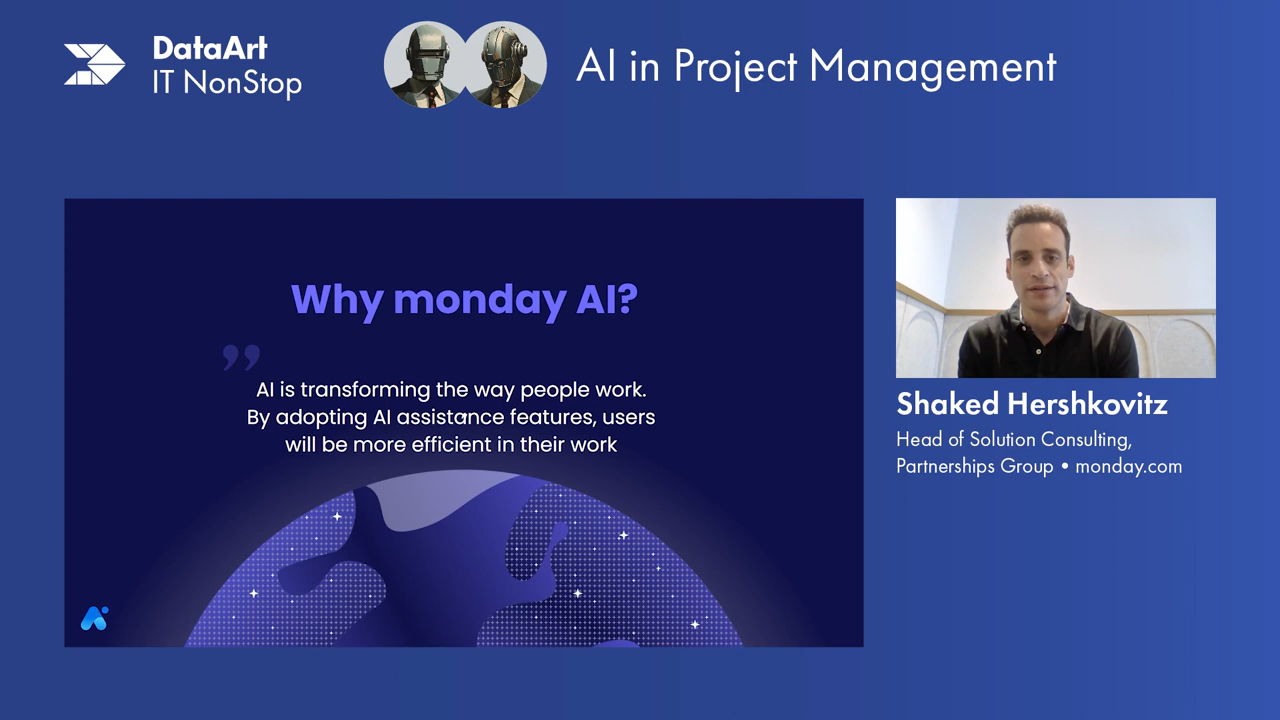 DataArt
IT NonStop
AI in Project Management
Why monday AI?
”
AI is transforming the way people work.
By adopting AI assistance features, users
will be more efficient in their work
Shaked Hershkovitz
Head of Solution Consulting,
Partnerships Group • monday.com